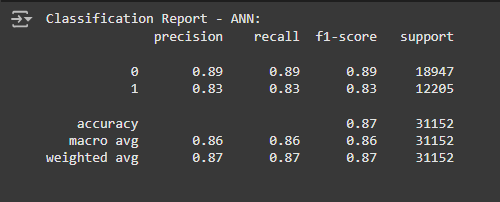 Classification Report - ANN:
precision recall f1-score support
0 0.89 0.89 0.89 18947
1 0.83 0.83 0.83 12205
accuracy 0.87 31152
macro avg 0.86 0.86 0.86 31152
weighted avg 0.87 0.87 0.87 31152